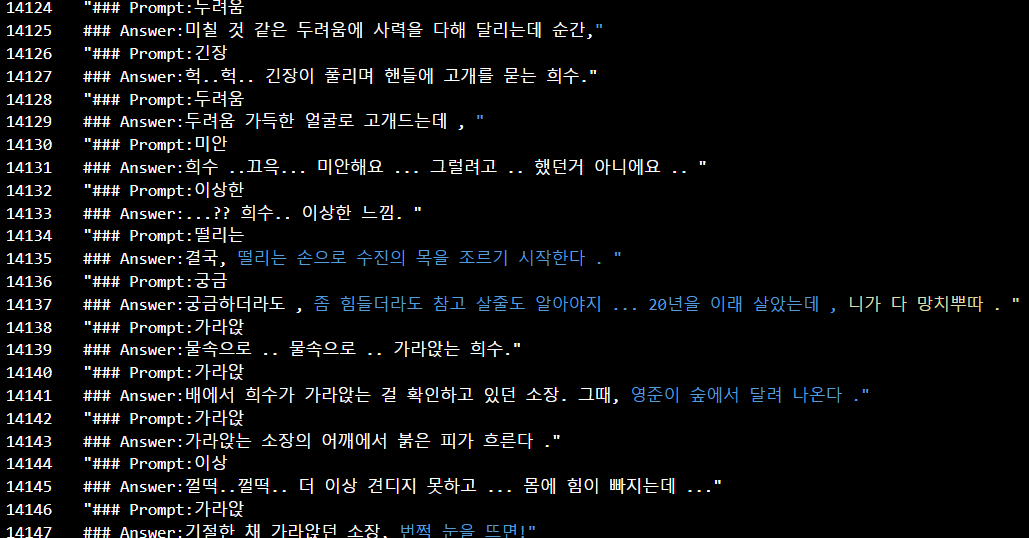 14124 "### Prompt:두려움
14125 ### Answer:미칠 것 같은 두려움에 사력을 다해 달리는데 순간,"
14126 "### Prompt:긴장
14127 ### Answer:헉..헉.. 긴장이 풀리며 핸들에 고개를 묻는 희수."
14128 "### Prompt:두려움
14129 ### Answer:두려움 가득한 얼굴로 고개드는데 , "
14130 "### Prompt:미안
14131 ### Answer:희수 ..끄윽... 미안해요 ... 그럴려고 .. 했던거 아니에요 .. "
14132 "### Prompt:이상한
14133 ### Answer:...?? 희수.. 이상한 느낌. "
14134 "### Prompt:떨리는
14135 ### Answer:결국, 떨리는 손으로 수진의 목을 조르기 시작한다 . "
14136 "### Prompt:궁금
14137 ### Answer:궁금하더라도 , 좀 힘들더라도 참고 살줄도 알아야지 ... 20년을 이래 살았는데 , 니가 다 망치뿌따 . "
14138 "### Prompt:가라앉
14139 ### Answer:물속으로 .. 물속으로 .. 가라앉는 희수."
14140 "### Prompt:가라앉
14141 ### Answer:배에서 희수가 가라앉는 걸 확인하고 있던 소장. 그때, 영준이 숲에서 달려 나온다 ."
14142 "### Prompt:가라앉
14143 ### Answer:가라앉는 소장의 어깨에서 붉은 피가 흐른다 ."
14144 "### Prompt:이상
14145 ### Answer:껄떡..껄떡.. 더 이상 견디지 못하고 ... 몸에 힘이 빠지는데 ..."
14146 "### Prompt:가라앉
14147 ### Answer:기절한 채 가라앉던 소장, 번쩍 눈을 뜨면!"